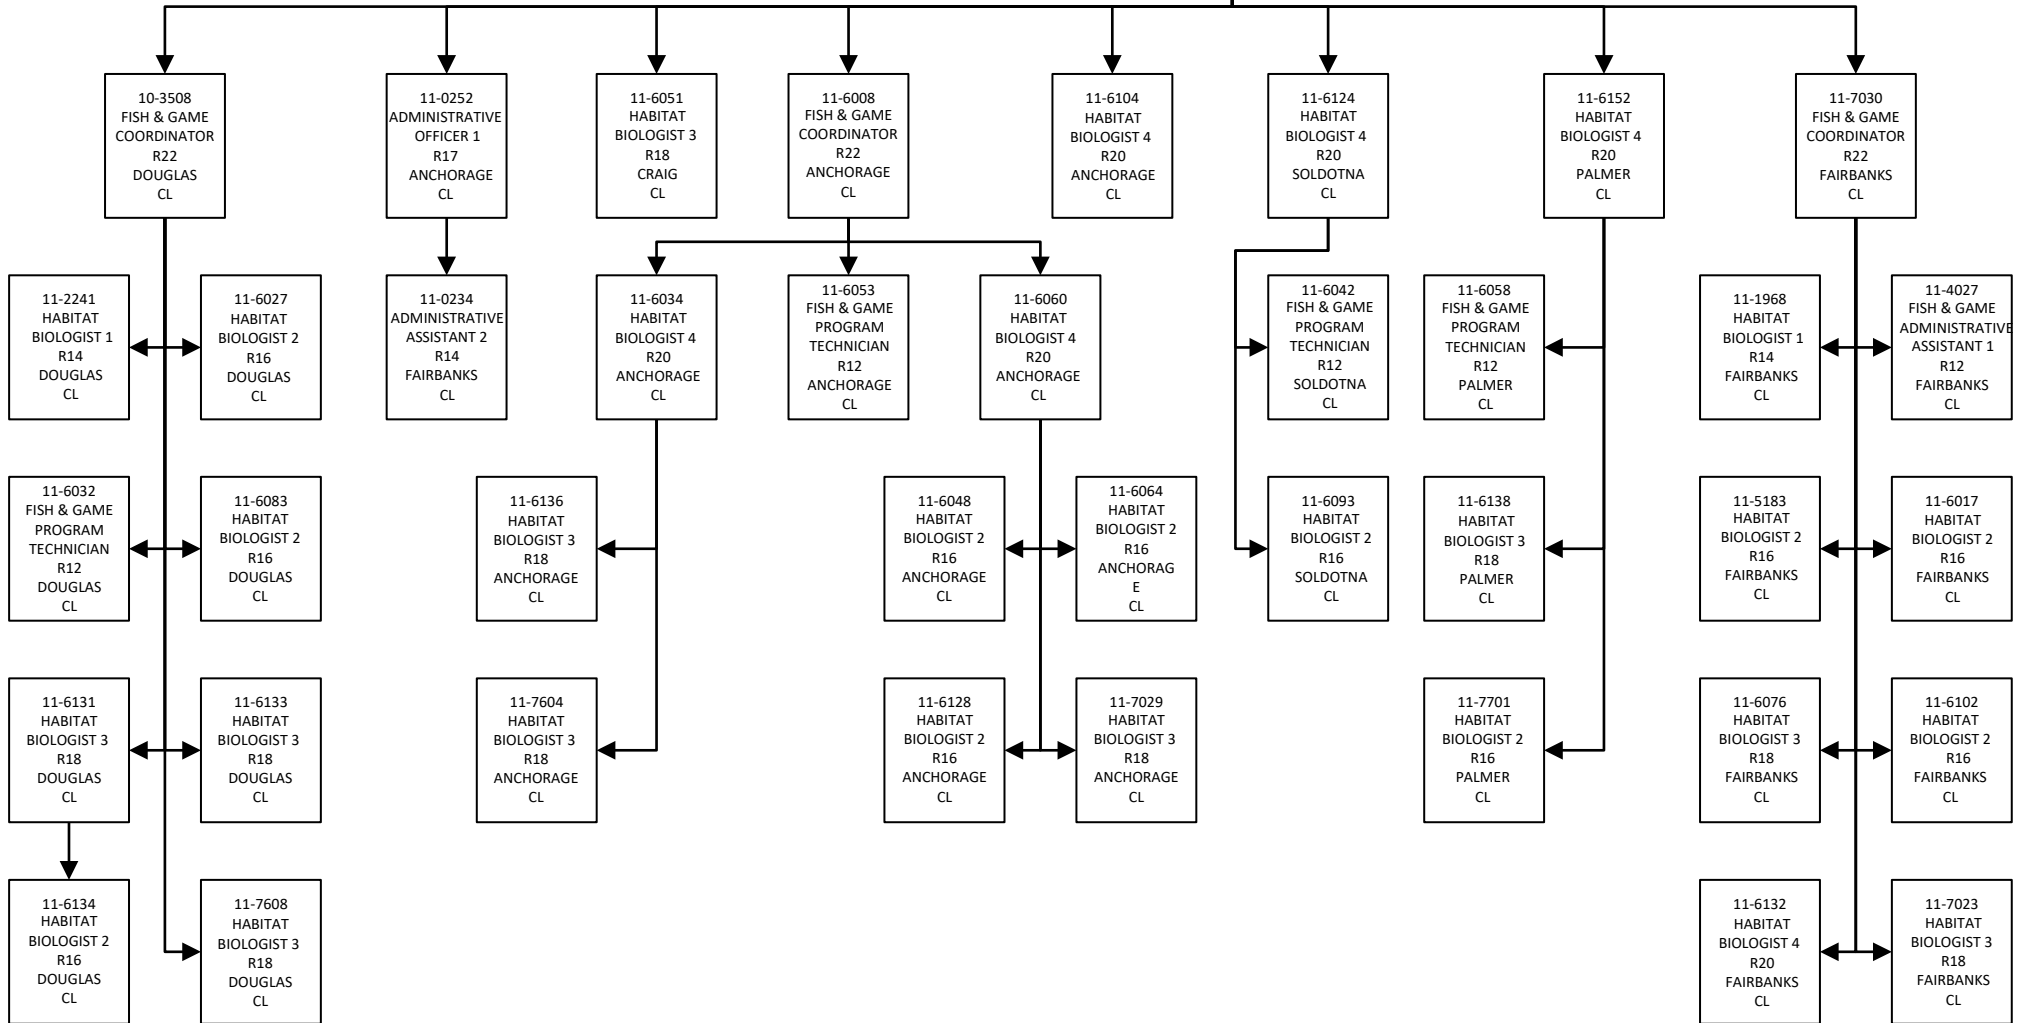 10-3508
FISH & GAME
COORDINATOR
R22
DOUGLAS
CL
11-0252
ADMINISTRATIVE
OFFICER 1
R17
ANCHORAGE
CL
11-6051
HABITAT
BIOLOGIST 3
R18
CRAIG
CL
11-6008
FISH & GAME
COORDINATOR
R22
ANCHORAGE
CL
11-6104
HABITAT
BIOLOGIST 4
R20
ANCHORAGE
CL
11-6124
HABITAT
BIOLOGIST 4
R20
SOLDOTNA
CL
11-6152
HABITAT
BIOLOGIST 4
R20
PALMER
CL
11-7030
FISH & GAME
COORDINATOR
R22
FAIRBANKS
CL
11-2241
HABITAT
BIOLOGIST 1
R14
DOUGLAS
CL
11-6027
HABITAT
BIOLOGIST 2
R16
DOUGLAS
CL
11-0234
ADMINISTRATIVE
ASSISTANT 2
R14
FAIRBANKS
CL
11-6034
HABITAT
BIOLOGIST 4
R20
ANCHORAGE
CL
11-6053
FISH & GAME
PROGRAM
TECHNICIAN
R12
ANCHORAGE
CL
11-6060
HABITAT
BIOLOGIST 4
R20
ANCHORAGE
CL
11-6042
FISH & GAME
PROGRAM
TECHNICIAN
R12
SOLDOTNA
CL
11-6058
FISH & GAME
PROGRAM
TECHNICIAN
R12
PALMER
CL
11-1968
HABITAT
BIOLOGIST 1
R14
FAIRBANKS
CL
11-4027
FISH & GAME
ADMINISTRATIVE
ASSISTANT 1
R12
FAIRBANKS
CL
11-6032
FISH & GAME
PROGRAM
TECHNICIAN
R12
DOUGLAS
CL
11-6083
HABITAT
BIOLOGIST 2
R16
DOUGLAS
CL
11-6136
HABITAT
BIOLOGIST 3
R18
ANCHORAGE
CL
11-6048
HABITAT
BIOLOGIST 2
R16
ANCHORAGE
CL
11-6064
HABITAT
BIOLOGIST 2
R16
ANCHORAG
E
CL
11-6093
HABITAT
BIOLOGIST 2
R16
SOLDOTNA
CL
11-6138
HABITAT
BIOLOGIST 3
R18
PALMER
CL
11-5183
HABITAT
BIOLOGIST 2
R16
FAIRBANKS
CL
11-6017
HABITAT
BIOLOGIST 2
R16
FAIRBANKS
CL
11-6131
HABITAT
BIOLOGIST 3
R18
DOUGLAS
CL
11-6133
HABITAT
BIOLOGIST 3
R18
DOUGLAS
CL
11-7604
HABITAT
BIOLOGIST 3
R18
ANCHORAGE
CL
11-6128
HABITAT
BIOLOGIST 2
R16
ANCHORAGE
CL
11-7029
HABITAT
BIOLOGIST 3
R18
ANCHORAGE
CL
11-7701
HABITAT
BIOLOGIST 2
R16
PALMER
CL
11-6076
HABITAT
BIOLOGIST 3
R18
FAIRBANKS
CL
11-6102
HABITAT
BIOLOGIST 2
R16
FAIRBANKS
CL
11-6134
HABITAT
BIOLOGIST 2
R16
DOUGLAS
CL
11-7608
HABITAT
BIOLOGIST 3
R18
DOUGLAS
CL
11-6132
HABITAT
BIOLOGIST 4
R20
FAIRBANKS
CL
11-7023
HABITAT
BIOLOGIST 3
R18
FAIRBANKS
CL